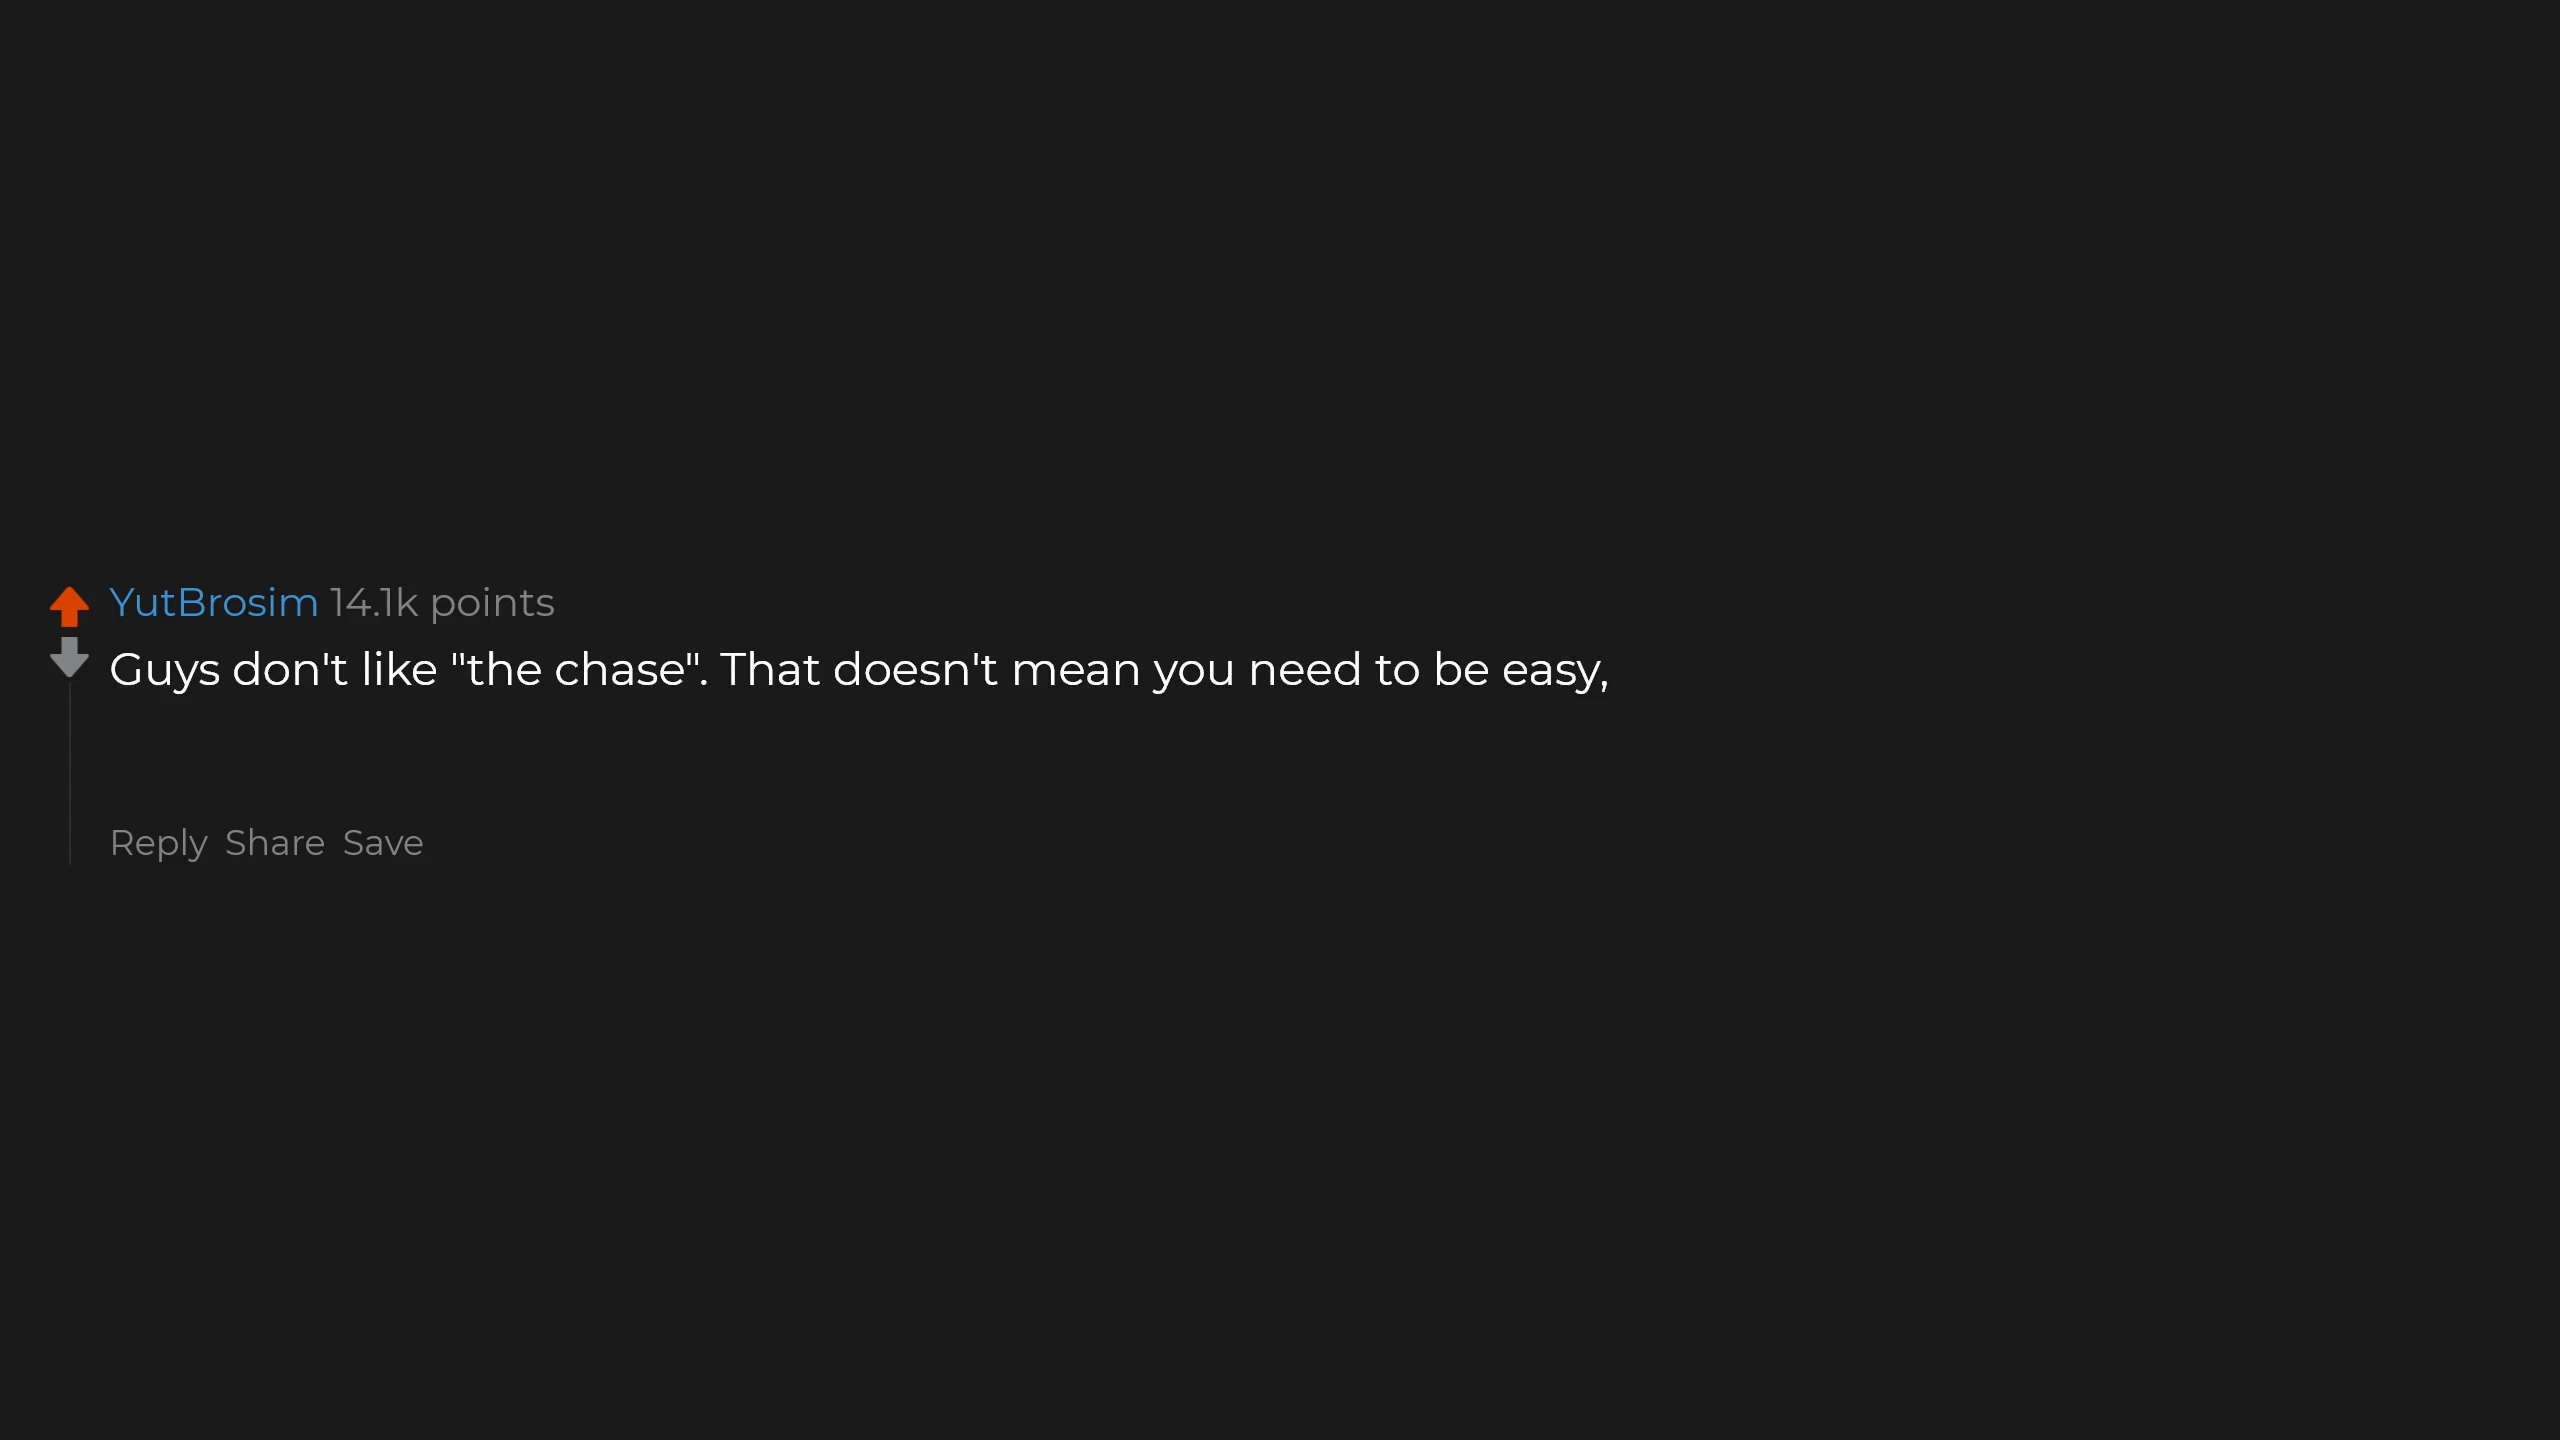 YutBrosim 14.1k points
Guys don't like "the chase". That doesn't mean you need to be easy,
Reply Share Save